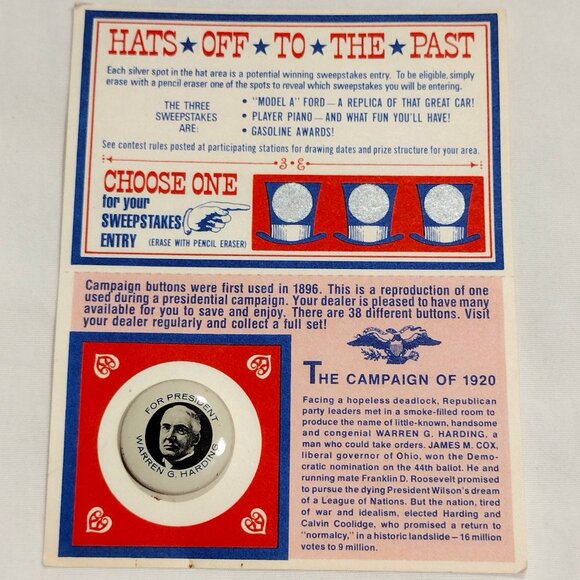 HATS★OFF★TO★THE★PAST
Each silver spot in the hat area is a potential winning sweepstakes entry. To be eligible, simply
erase with a pencil eraser one of the spots to reveal which sweepstakes you will be entering.
THE THREE
SWEEPSTAKES
ARE:
• "MODEL A" FORD — A REPLICA OF THAT GREAT CAR!
• PLAYER PIANO — AND WHAT FUN YOU'LL HAVE!
• GASOLINE AWARDS!
See contest rules posted at participating stations for drawing dates and prize structure for your area.
CHOOSE ONE
for your
SWEEPSTAKES
ENTRY (ERASE WITH PENCIL ERASER)
Campaign buttons were first used in 1896. This is a reproduction of one
used during a presidential campaign. Your dealer is pleased to have many
available for you to save and enjoy. There are 38 different buttons. Visit
your dealer regularly and collect a full set!
FOR PRESIDENT
WARREN G. HARDING
THE CAMPAIGN OF 1920
Facing a hopeless deadlock, Republican
party leaders met in a smoke-filled room to
produce the name of little-known, handsome
and congenial WARREN G. HARDING, a
man who could take orders. JAMES M. COX,
liberal governor of Ohio, won the Demo-
cratic nomination on the 44th ballot. He and
running mate Franklin D. Roosevelt promised
to pursue the dying President Wilson's dream
of a League of Nations. But the nation, tired
of war and idealism, elected Harding and
Calvin Coolidge, who promised a return to
"normalcy," in a historic landslide – 16 million
votes to 9 million.